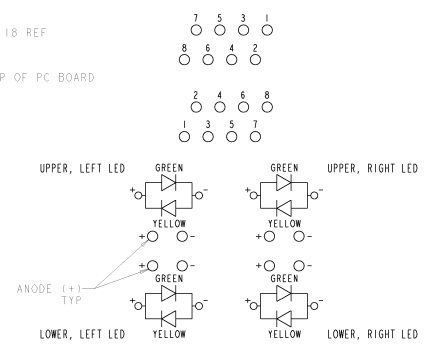 7 5 3 1
18 REF
8 6 4 2
P OF PC BOARD
2 4 6 8
1 3 5 7
UPPER, LEFT LED GREEN GREEN UPPER, RIGHT LED
+ - + -
YELLOW YELLOW
+ - + -
+ - + -
ANODE (+) GREEN GREEN
TYP
+ - + -
LOWER, LEFT LED YELLOW YELLOW LOWER, RIGHT LED